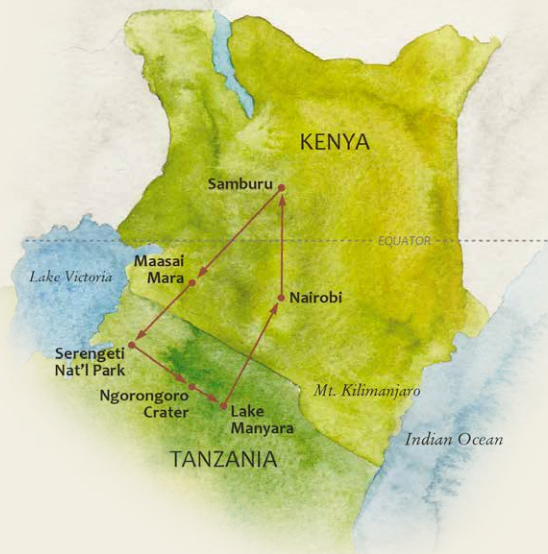 KENYA
Samburu
EQUATOR
Maasai
Mara
Lake Victoria
Nairobi
Serengeti
Nat'l Park
Ngorongoro
Crater
Mt. Kilimanjaro
Lake
Manyara
Indian Ocean
TANZANIA